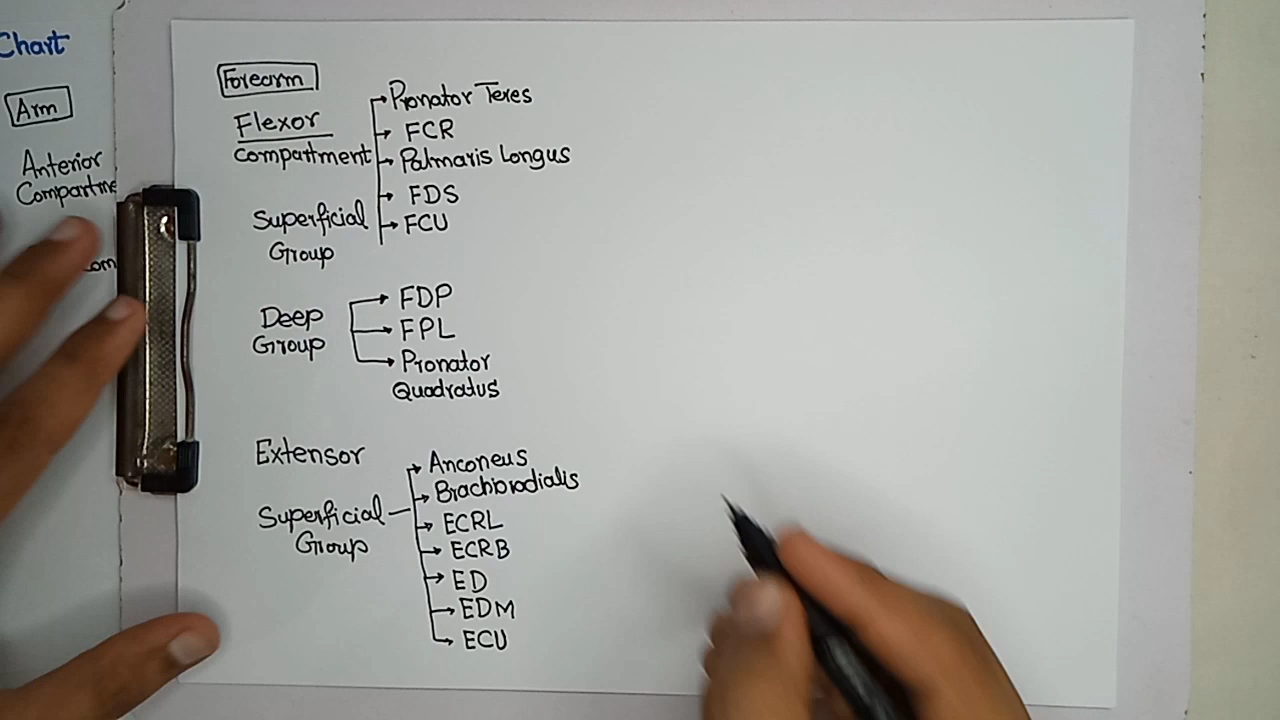 Chart
Arm
Anterior
Compartme
om
Forearm
Flexor
Compartment
Superficial
Group
Pronator Teres
FCR
Palmaris Longus
FDS
FCU
Deep
Group
FDP
FPL
Pronator
Quadratus
Extensor
Superficial
Group
Anconeus
Brachioradialis
ECRL
ECRB
ED
EDM
ECU